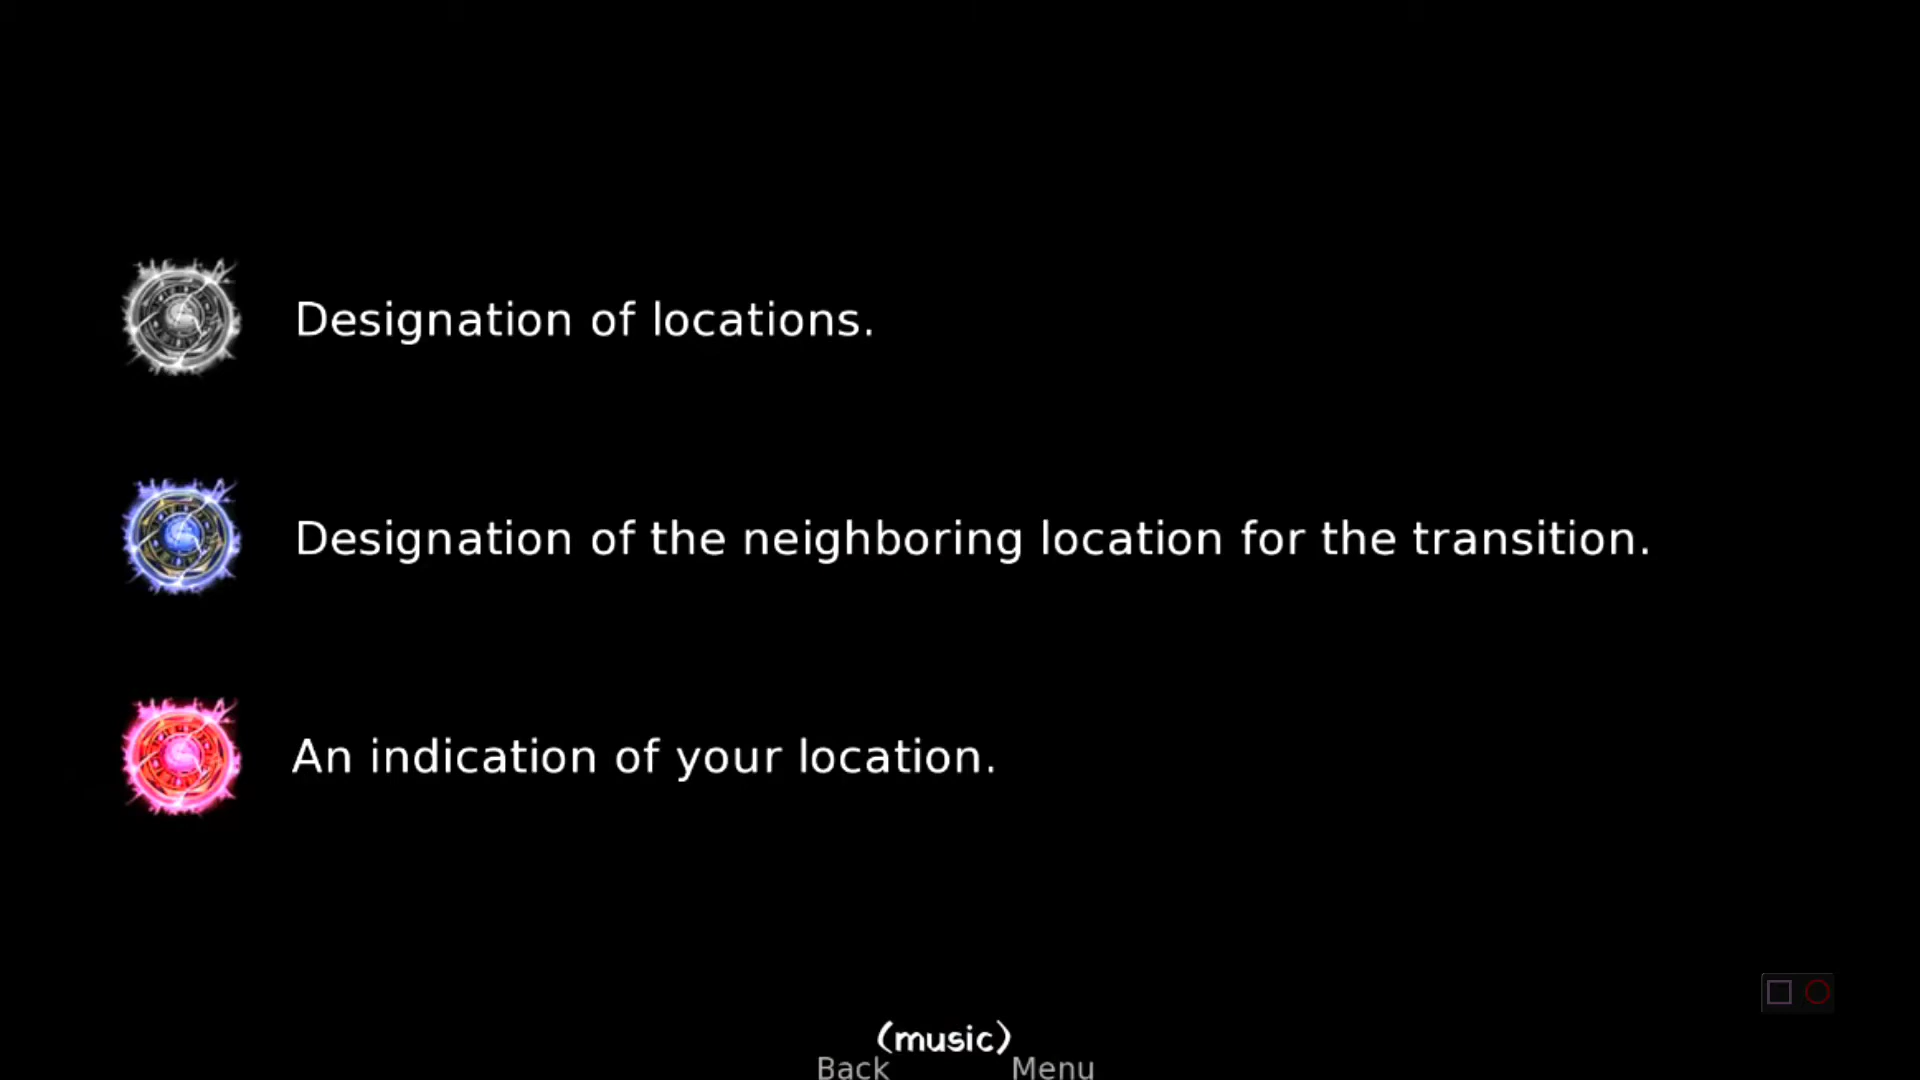 Designation of locations.
Designation of the neighboring location for the transition.
An indication of your location.
(music)
Back Menu